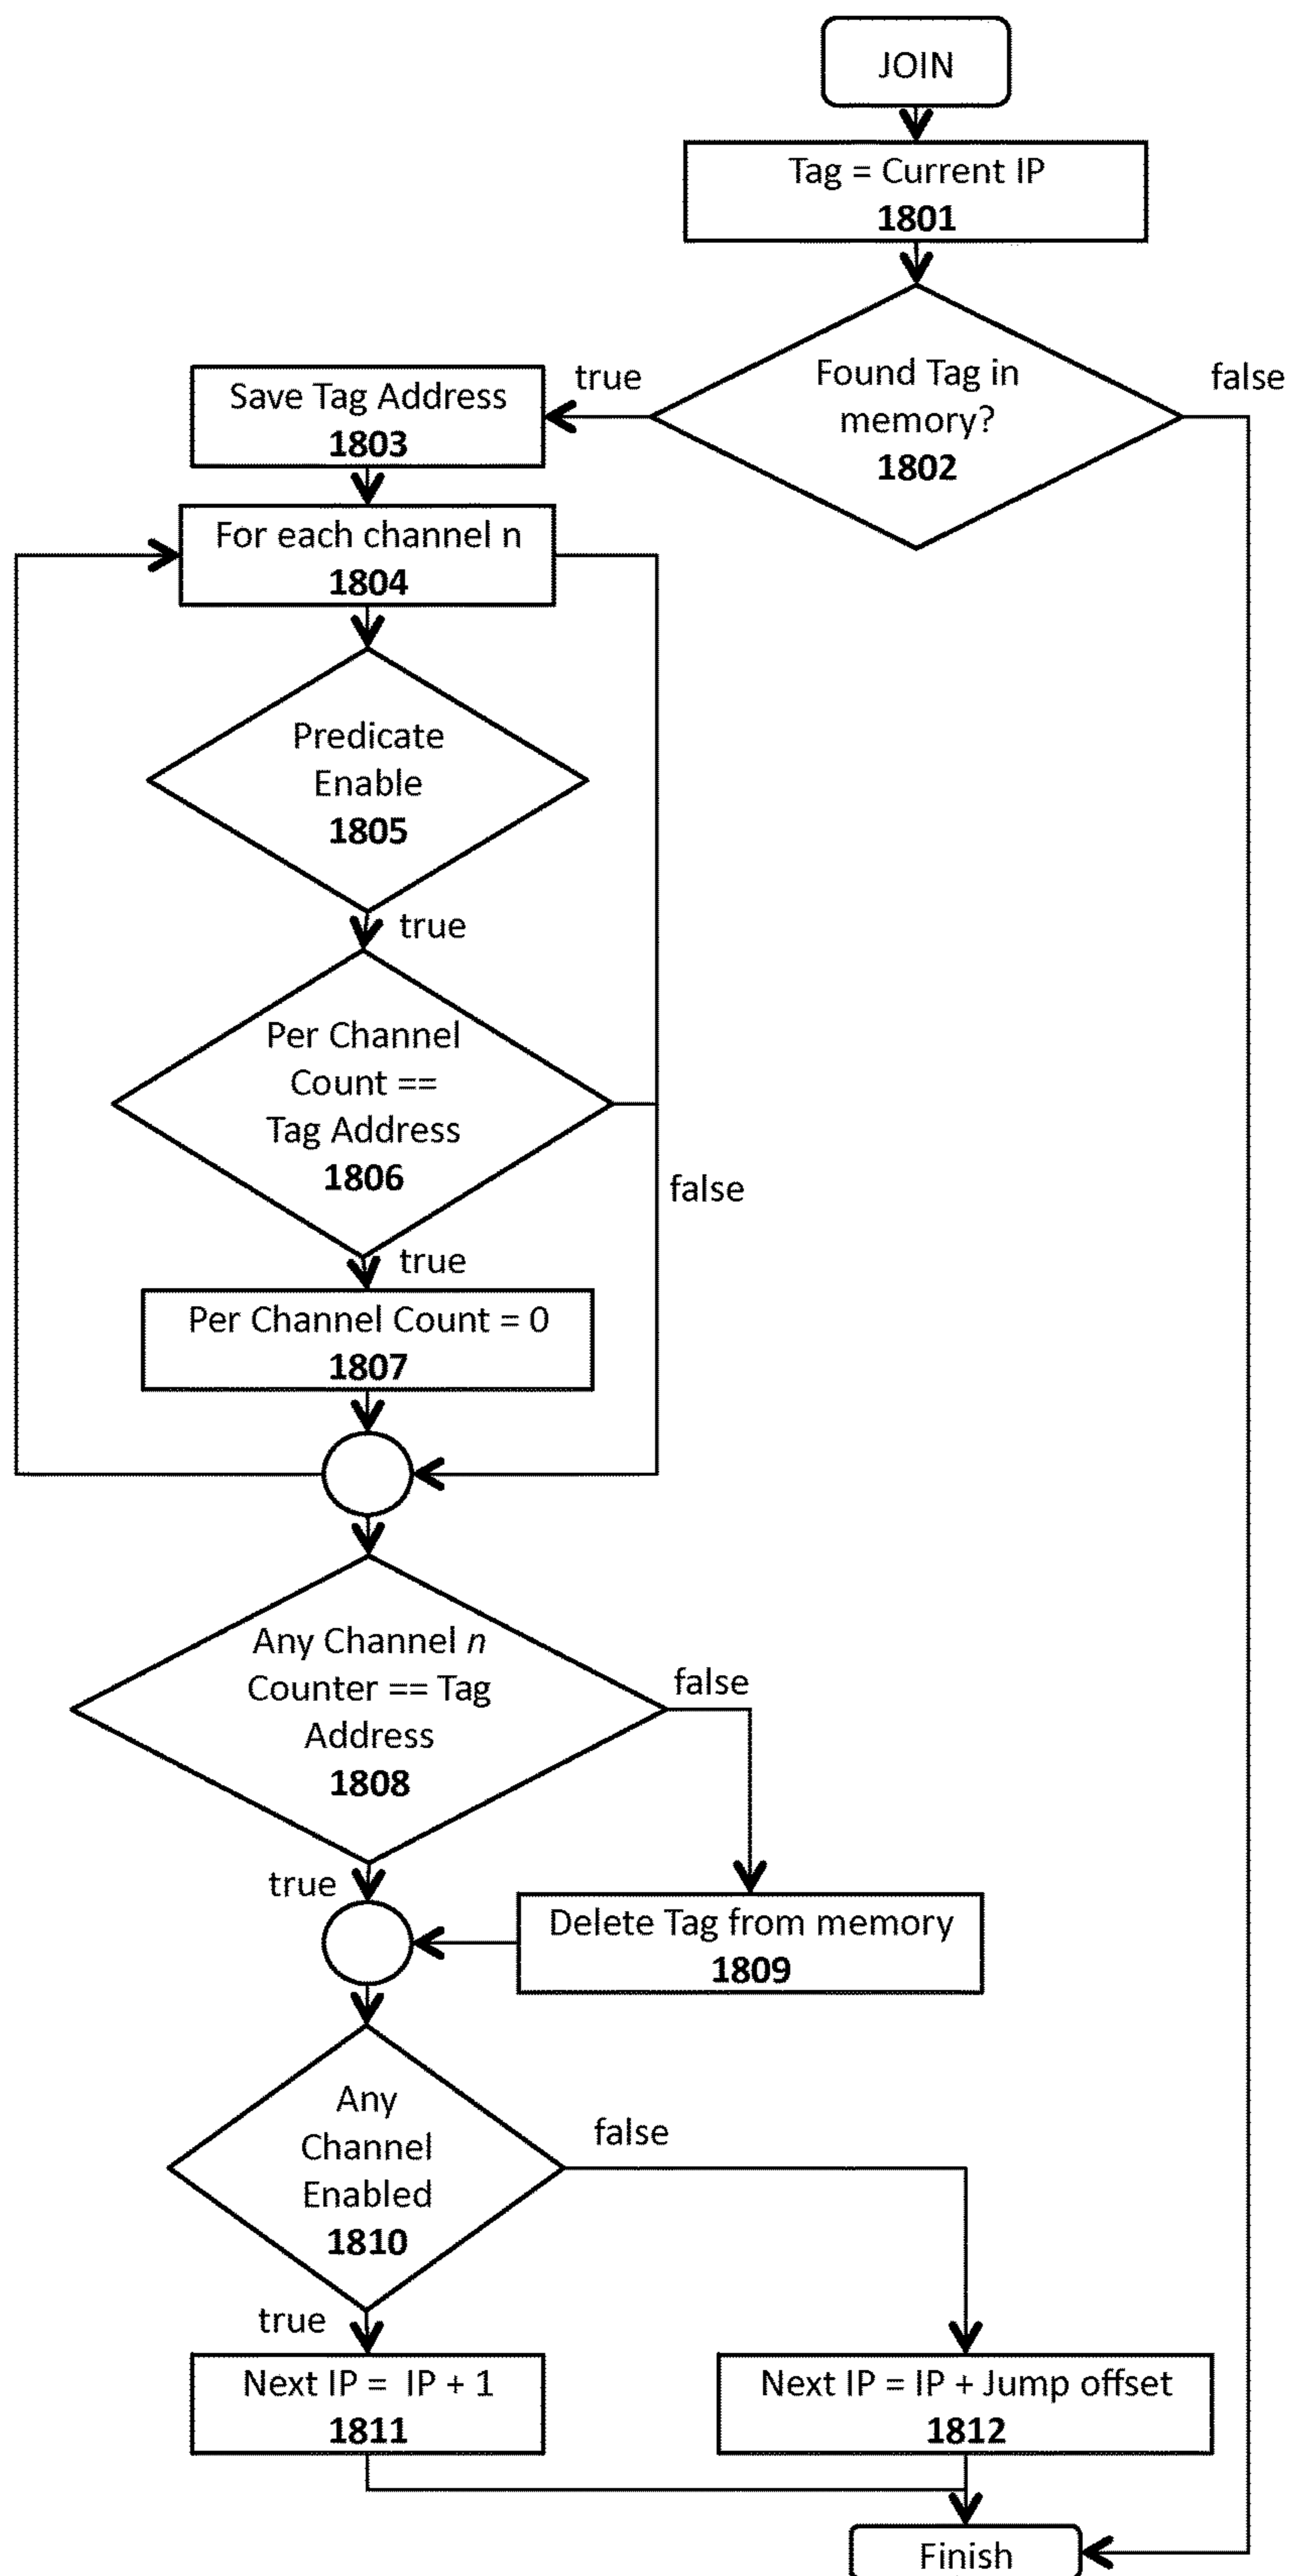 JOIN
Tag = Current IP
1801
Found Tag in
memory?
1802
true
false
Save Tag Address
1803
For each channel n
1804
Predicate
Enable
1805
true
Per Channel
Count ==
Tag Address
1806
false
true
Per Channel Count = 0
1807
Any Channel n
Counter == Tag
Address
1808
false
true
Delete Tag from memory
1809
Any
Channel
Enabled
1810
false
true
Next IP = IP + 1
1811
Next IP = IP + Jump offset
1812
Finish